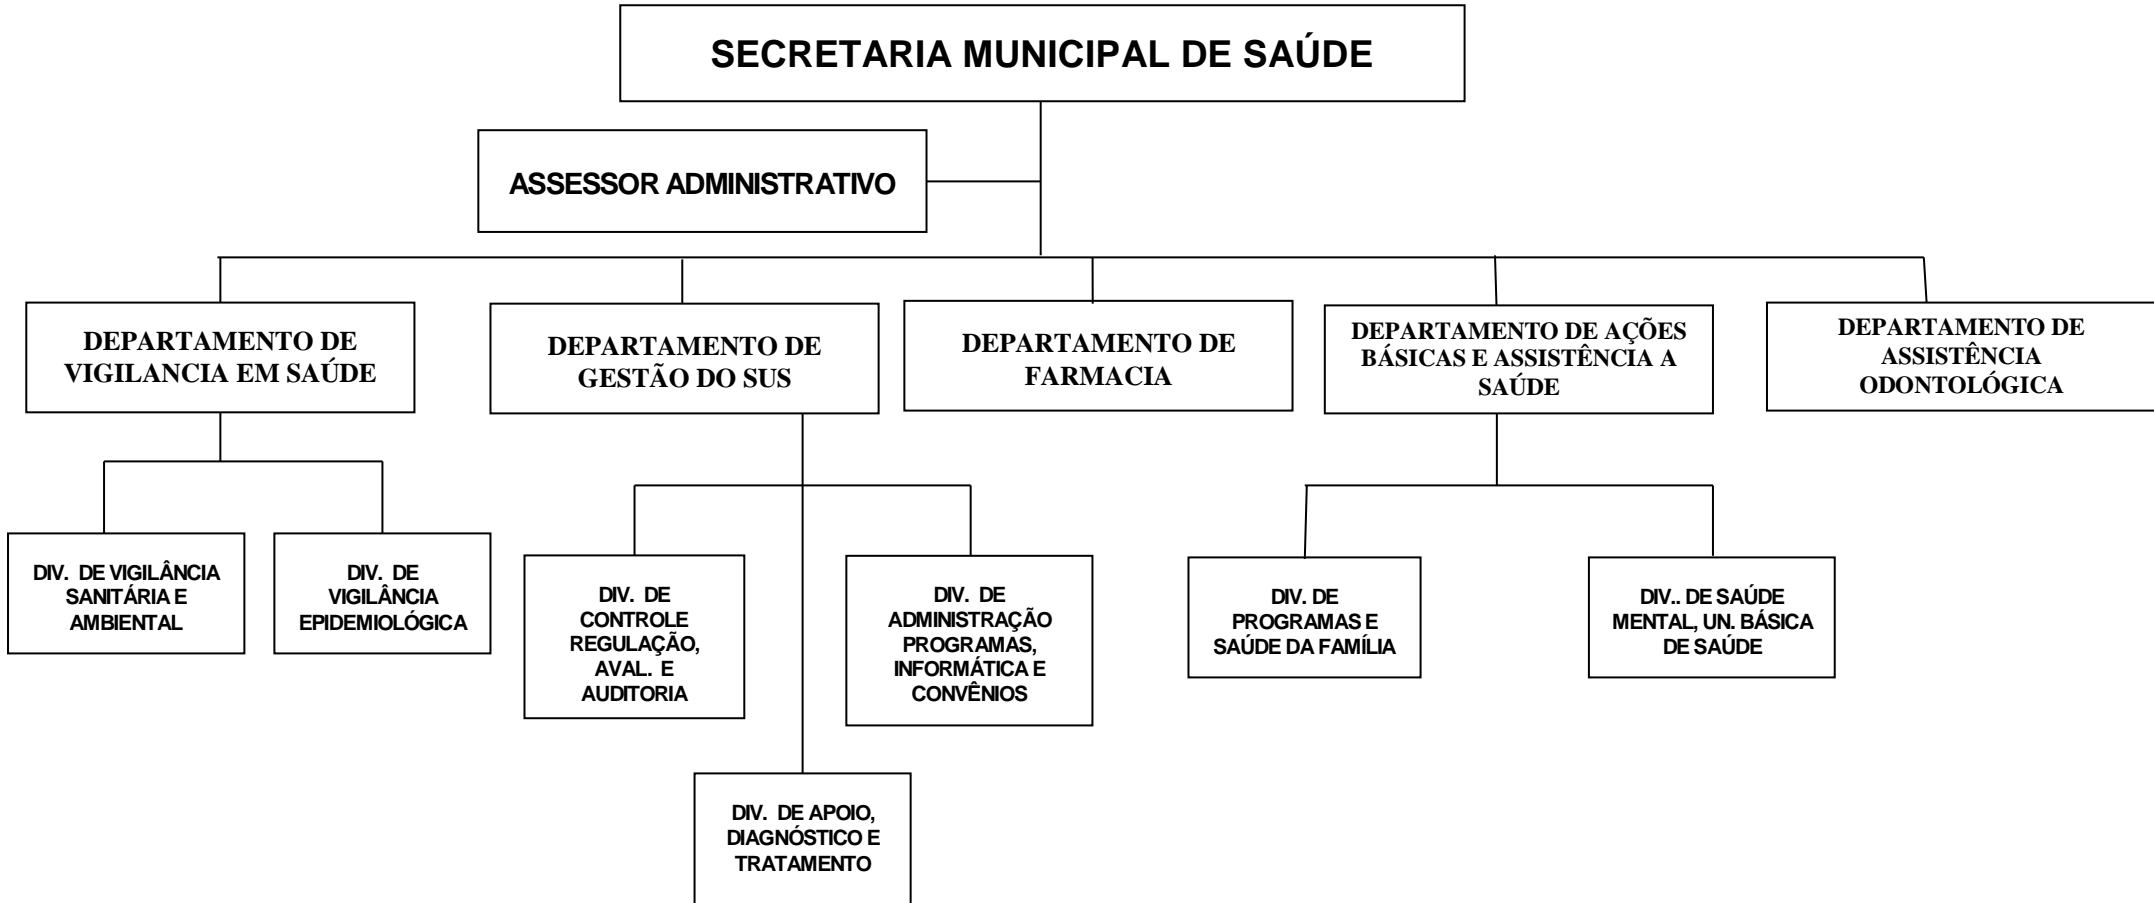 SECRETARIA MUNICIPAL DE SAÚDE
ASSESSOR ADMINISTRATIVO
DEPARTAMENTO DE
VIGILANCIA EM SAÚDE
DEPARTAMENTO DE
GESTÃO DO SUS
DEPARTAMENTO DE
FARMACIA
DEPARTAMENTO DE AÇÕES
BÁSICAS E ASSISTÊNCIA A
SAÚDE
DEPARTAMENTO DE
ASSISTÊNCIA
ODONTOLÓGICA
DIV. DE VIGILÂNCIA
SANITÁRIA E
AMBIENTAL
DIV. DE
VIGILÂNCIA
EPIDEMIOLÓGICA
DIV. DE
CONTROLE
REGULAÇÃO,
AVAL. E
AUDITORIA
DIV. DE
ADMINISTRAÇÃO
PROGRAMAS,
INFORMÁTICA E
CONVÊNIOS
DIV. DE
PROGRAMAS E
SAÚDE DA FAMÍLIA
DIV.. DE SAÚDE
MENTAL, UN. BÁSICA
DE SAÚDE
DIV. DE APOIO,
DIAGNÓSTICO E
TRATAMENTO